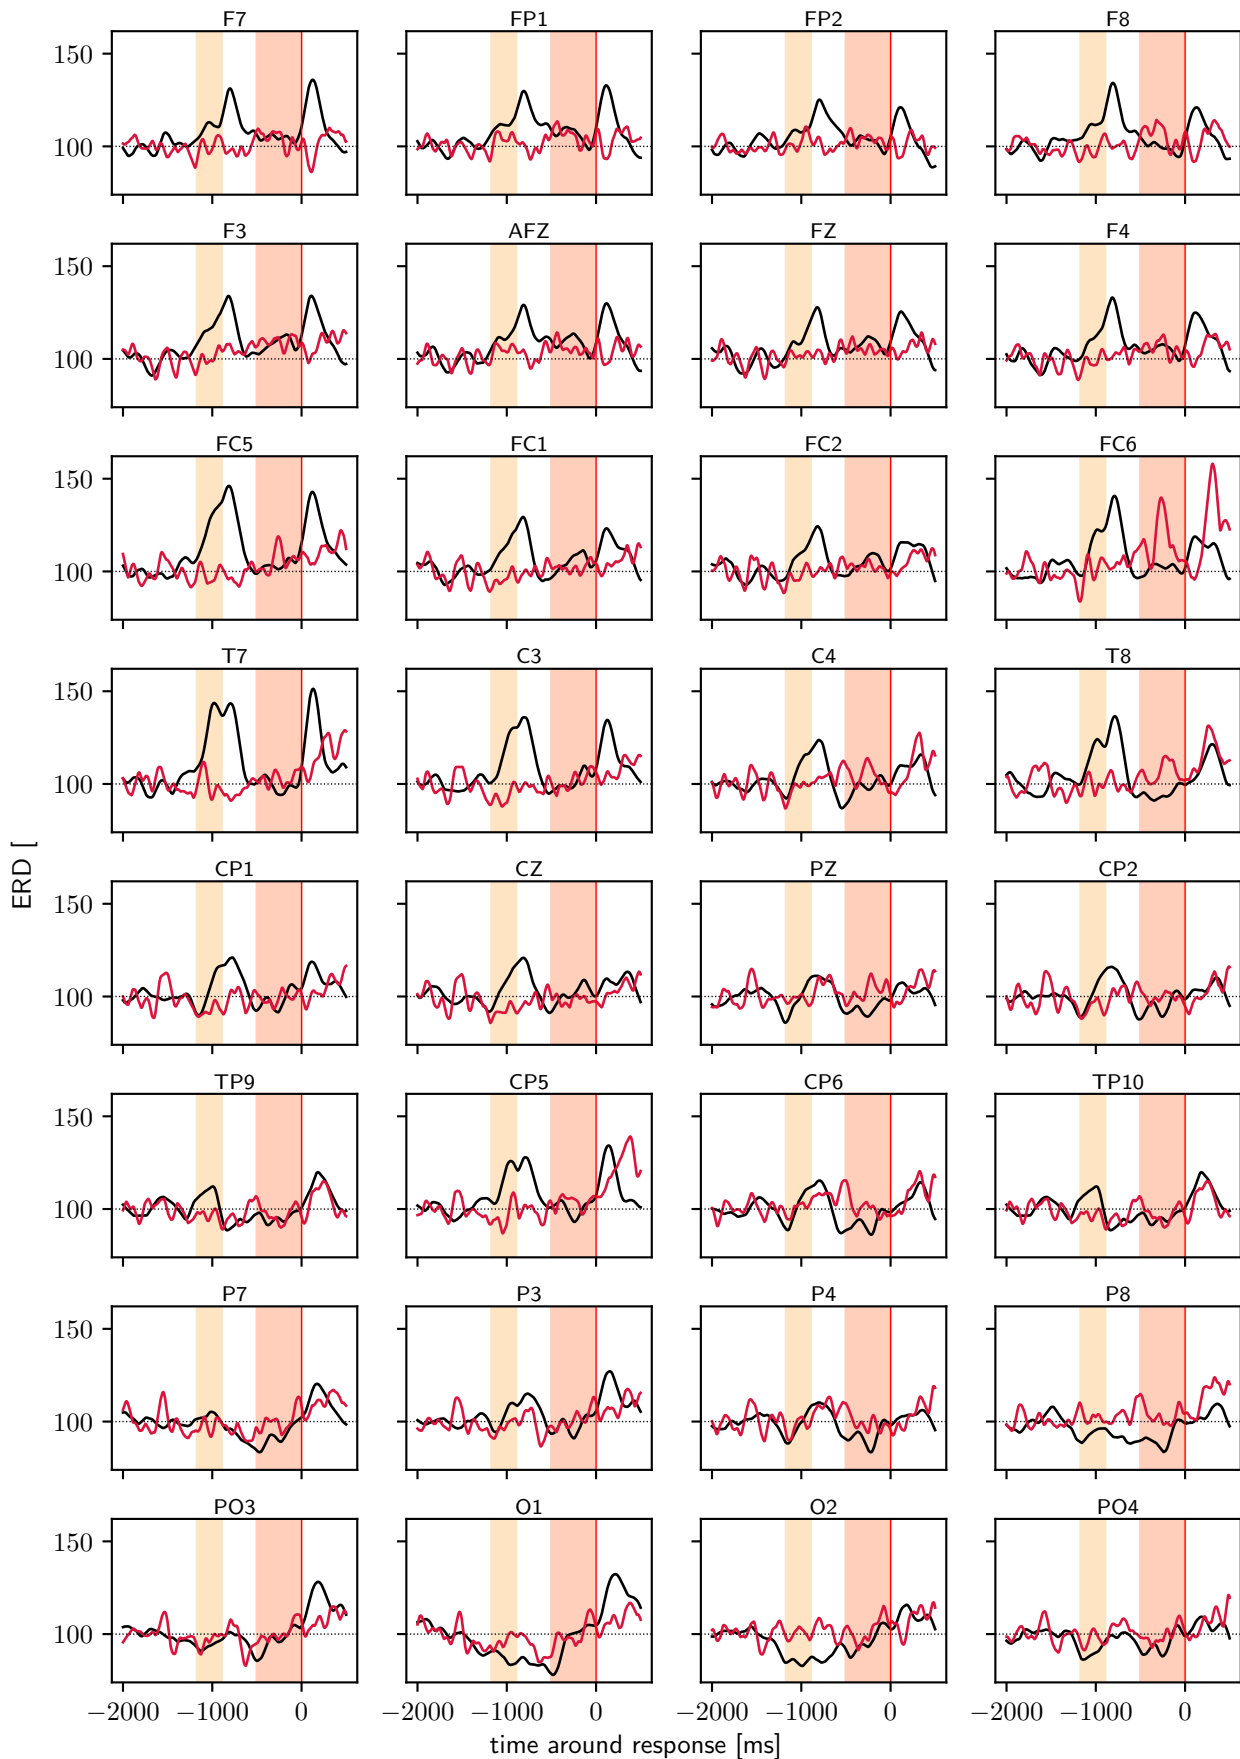 F7 FP1 FP2 F8
150
100
F3 AFZ FZ F4
150
100
FC5 FC1 FC2 FC6
150
100
T7 C3 C4 T8
150
100
ERD [
CP1 CZ PZ CP2
150
100
TP9 CP5 CP6 TP10
150
100
P7 P3 P4 P8
150
100
PO3 O1 O2 PO4
150
100
−2000 −1000 0 −2000 −1000 0 −2000 −1000 0 −2000 −1000 0
time around response [ms]